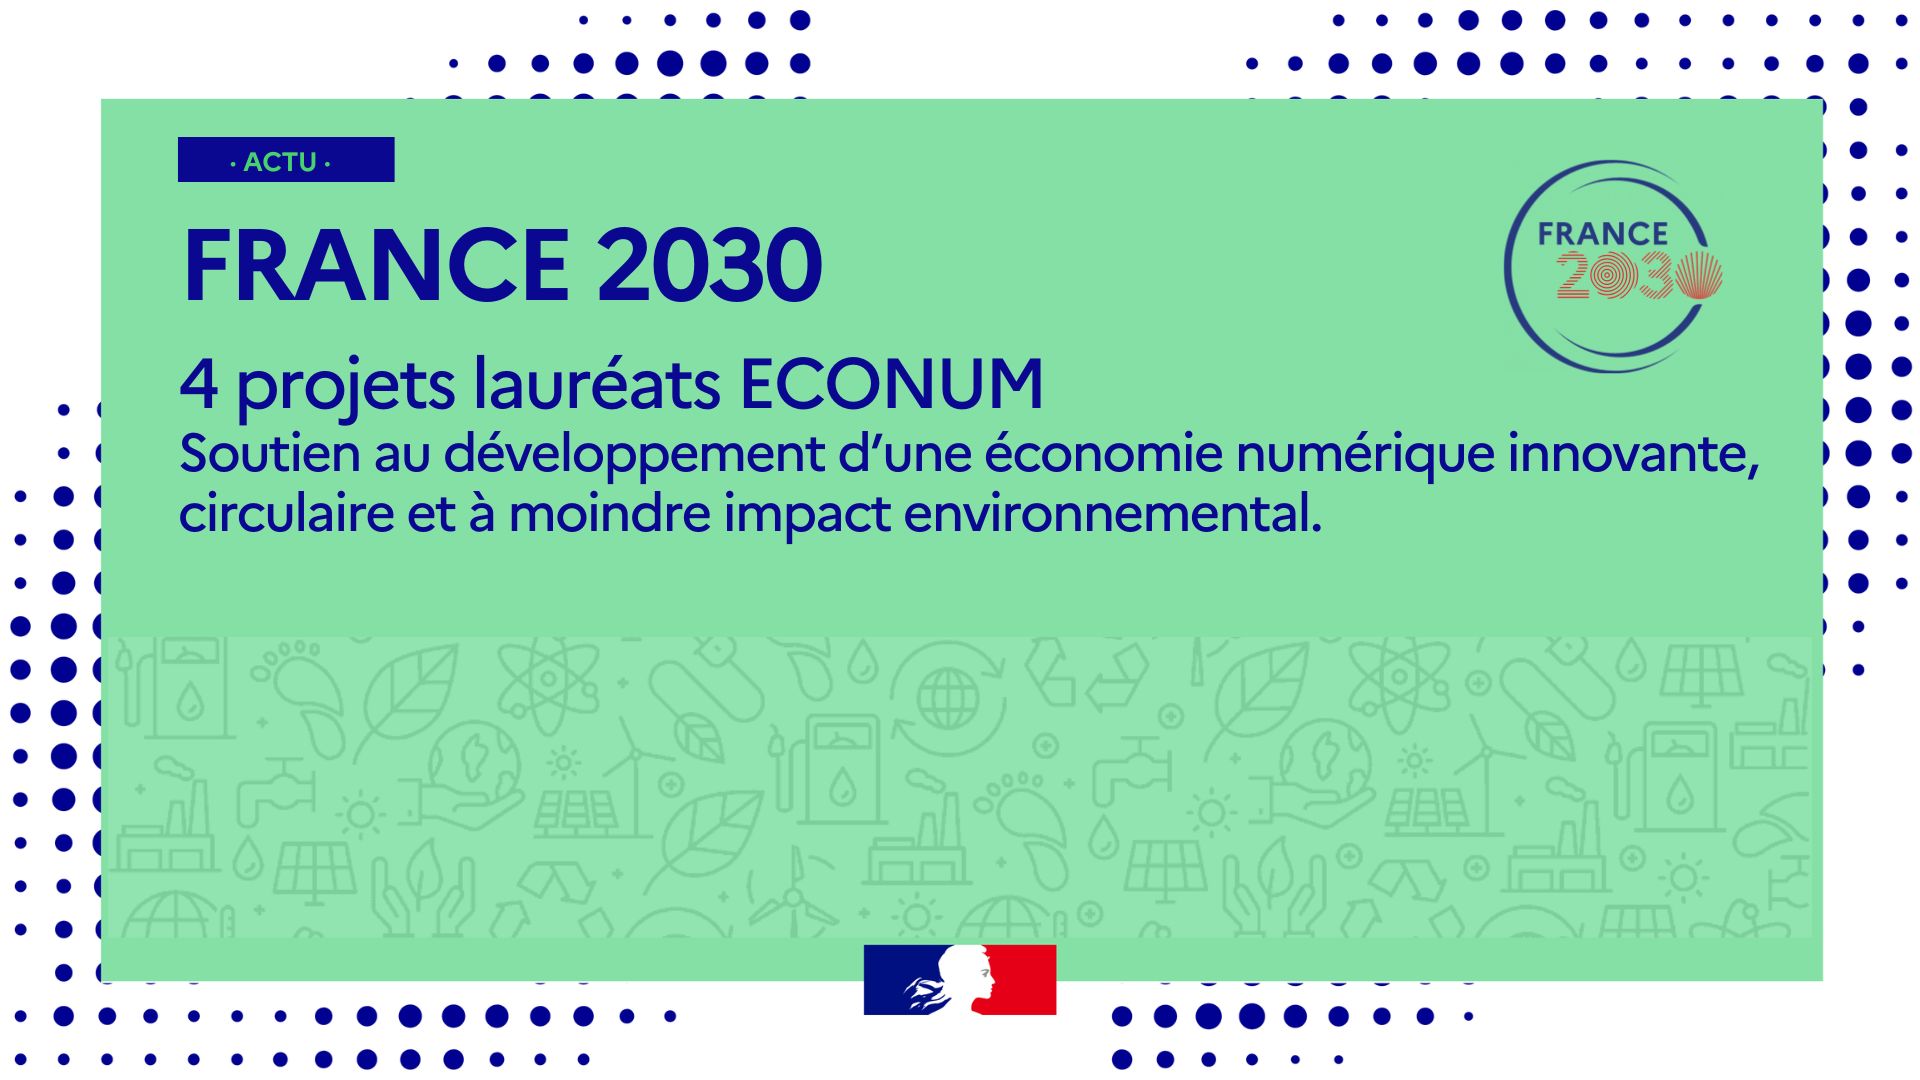 · ACTU ·
FRANCE 2030
FRANCE
2030
4 projets lauréats ECONUM
Soutien au développement d’une économie numérique innovante,
circulaire et à moindre impact environnemental.